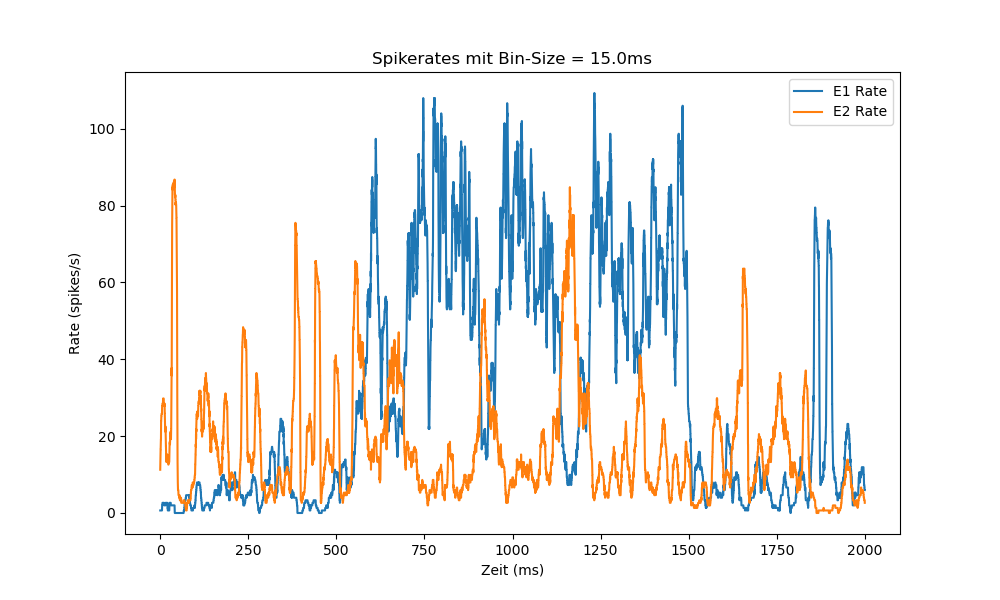 Spikerates mit Bin-Size = 15.0ms
E1 Rate
E2 Rate
Rate (spikes/s)
100
80
60
40
20
0
0 250 500 750 1000 1250 1500 1750 2000
Zeit (ms)